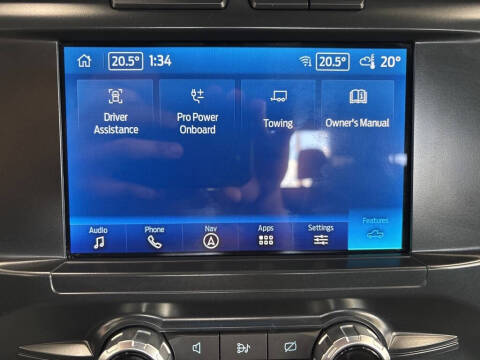 20.5° 1:34 20.5° 20°
Driver Assistance Pro Power Onboard Towing Owner's Manual
Audio Phone Nav Apps Settings Features